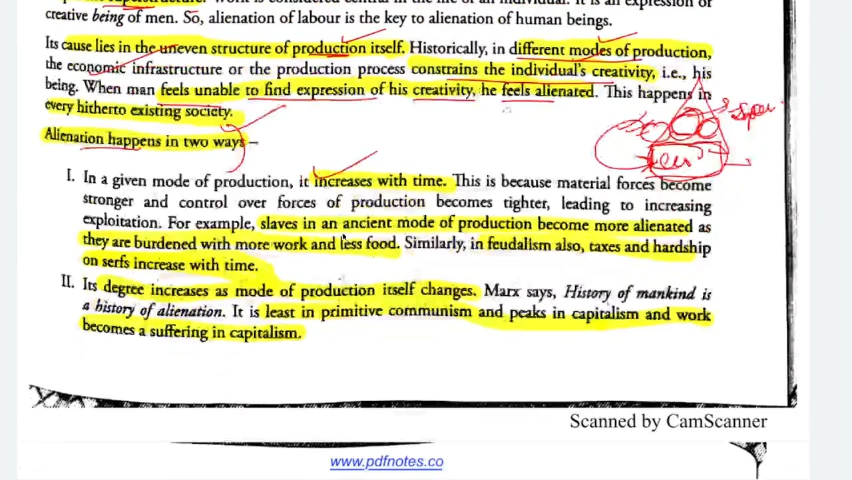 creative being of men. So, alienation of labour is the key to alienation of human beings.
Its cause lies in the uneven structure of production itself. Historically, in different modes of production,
the economic infrastructure or the production process constrains the individual's creativity, i.e., his
being. When man feels unable to find expression of his creativity, he feels alienated. This happens in
every hitherto existing society.
Alienation happens in two ways –
I. In a given mode of production, it increases with time. This is because material forces become
stronger and control over forces of production becomes tighter, leading to increasing
exploitation. For example, slaves in an ancient mode of production become more alienated as
they are burdened with more work and less food. Similarly, in feudalism also, taxes and hardship
on serfs increase with time.
II. Its degree increases as mode of production itself changes. Marx says, History of mankind is
a history of alienation. It is least in primitive communism and peaks in capitalism and work
becomes a suffering in capitalism.
Scanned by CamScanner
www.pdfnotes.co